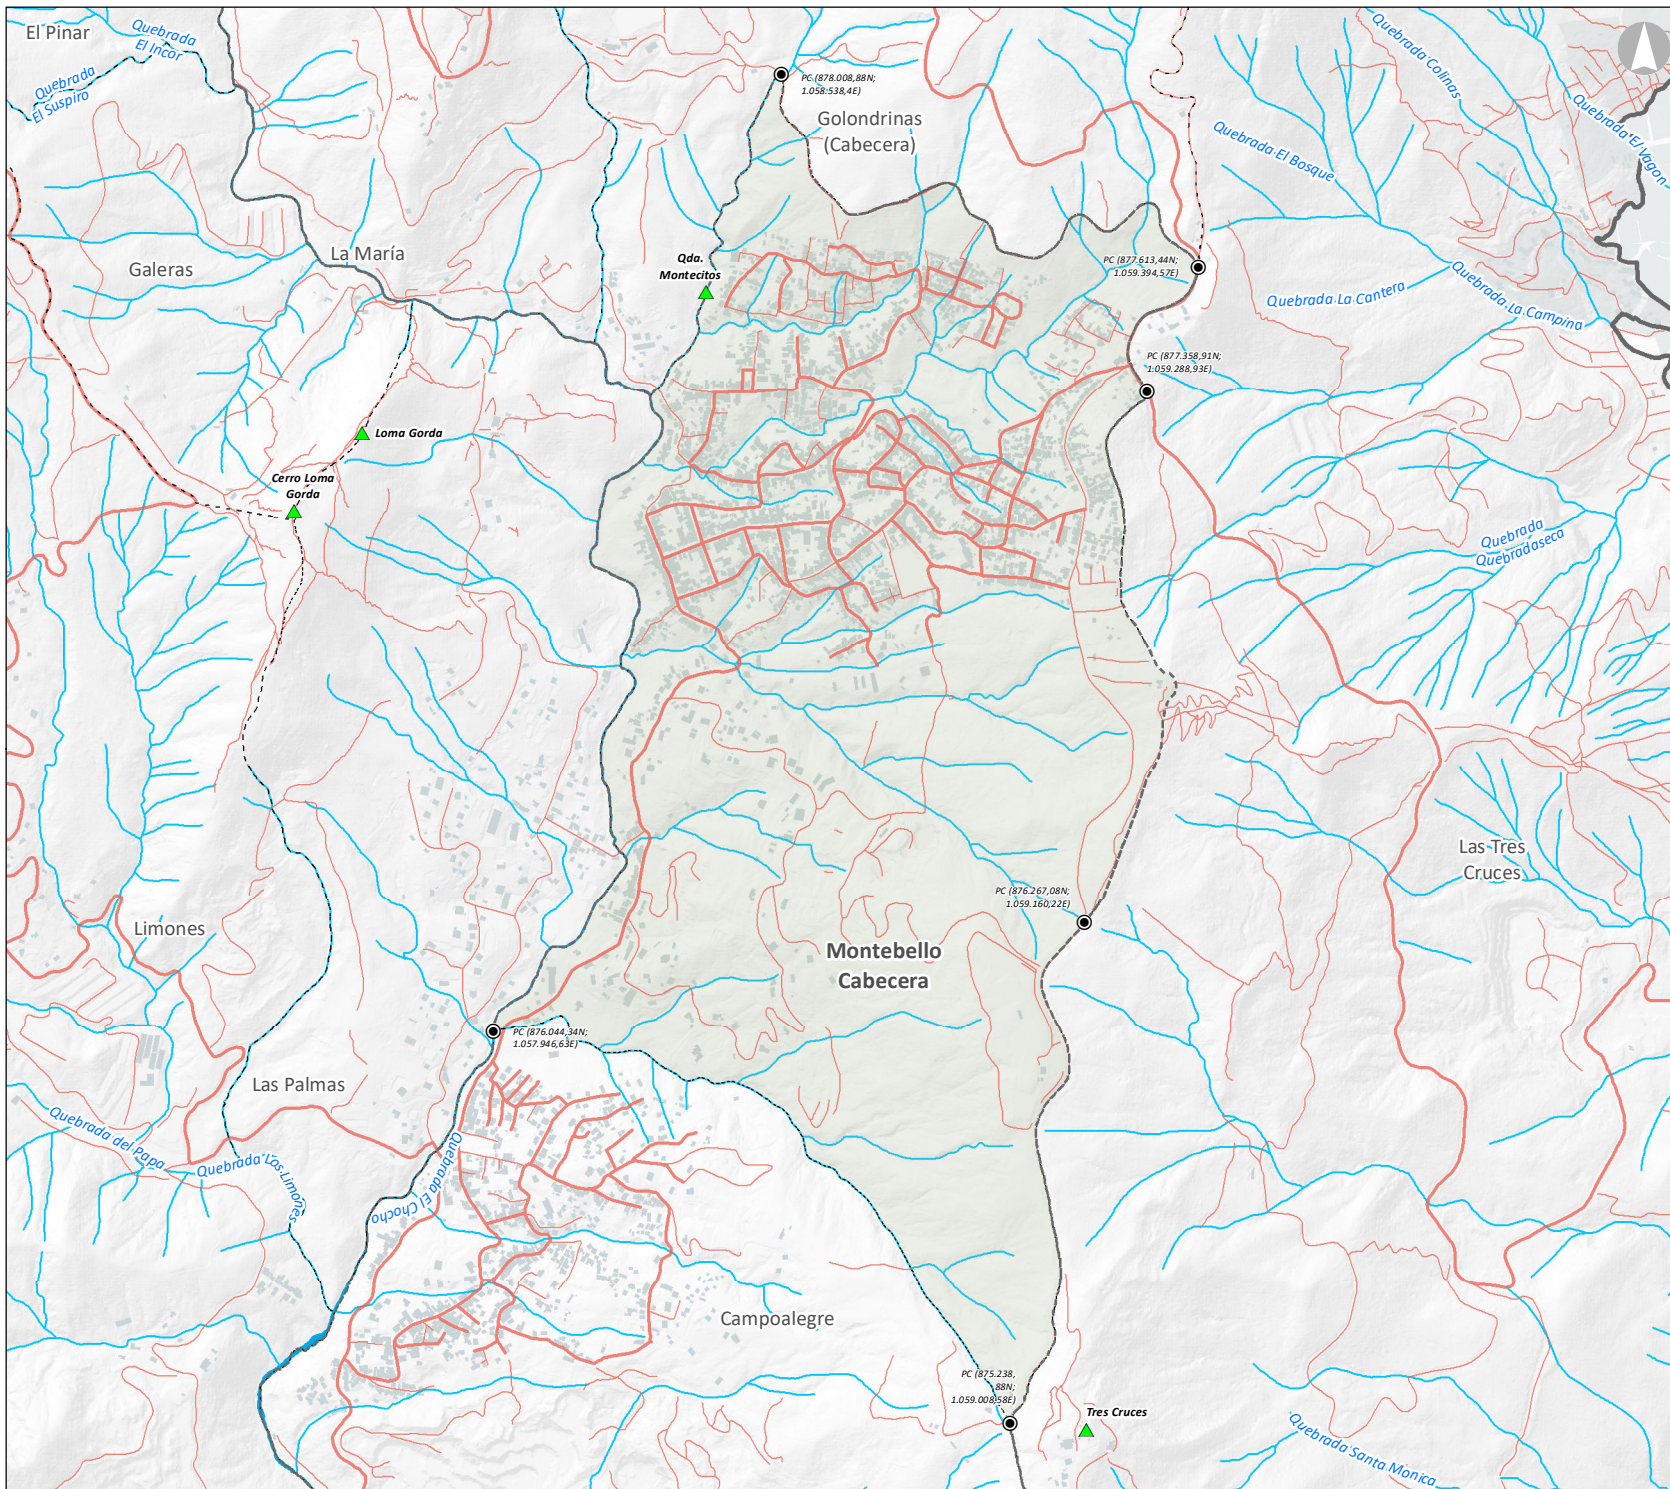 El Pinar
Quebrada
El Incor
Quebrada
El Suspiro
PC (878.008,88N;
1.058.538,4E)
Golondrinas
(Cabecera)
Quebrada Colinas
Quebrada El Vagon
Quebrada El Bosque
La María
Galeras
Qda.
Montecitos
PC (877.613,44N;
1.059.394,57E)
Quebrada La Cantera
Quebrada La Campina
PC (877.358,91N;
1.059.288,93E)
Loma Gorda
Cerro Loma
Gorda
Quebrada
Quebradaseca
Las Tres
Cruces
PC (876.267,08N;
1.059.160,22E)
Limones
Montebello
Cabecera
PC (876.044,34N;
1.057.946,63E)
Las Palmas
Quebrada del Papa
Quebrada Los Limones
Quebrada El Chocho
Campoalegre
PC (875.238,
88N;
1.059.008,58E)
Tres Cruces
Quebrada Santa Monica